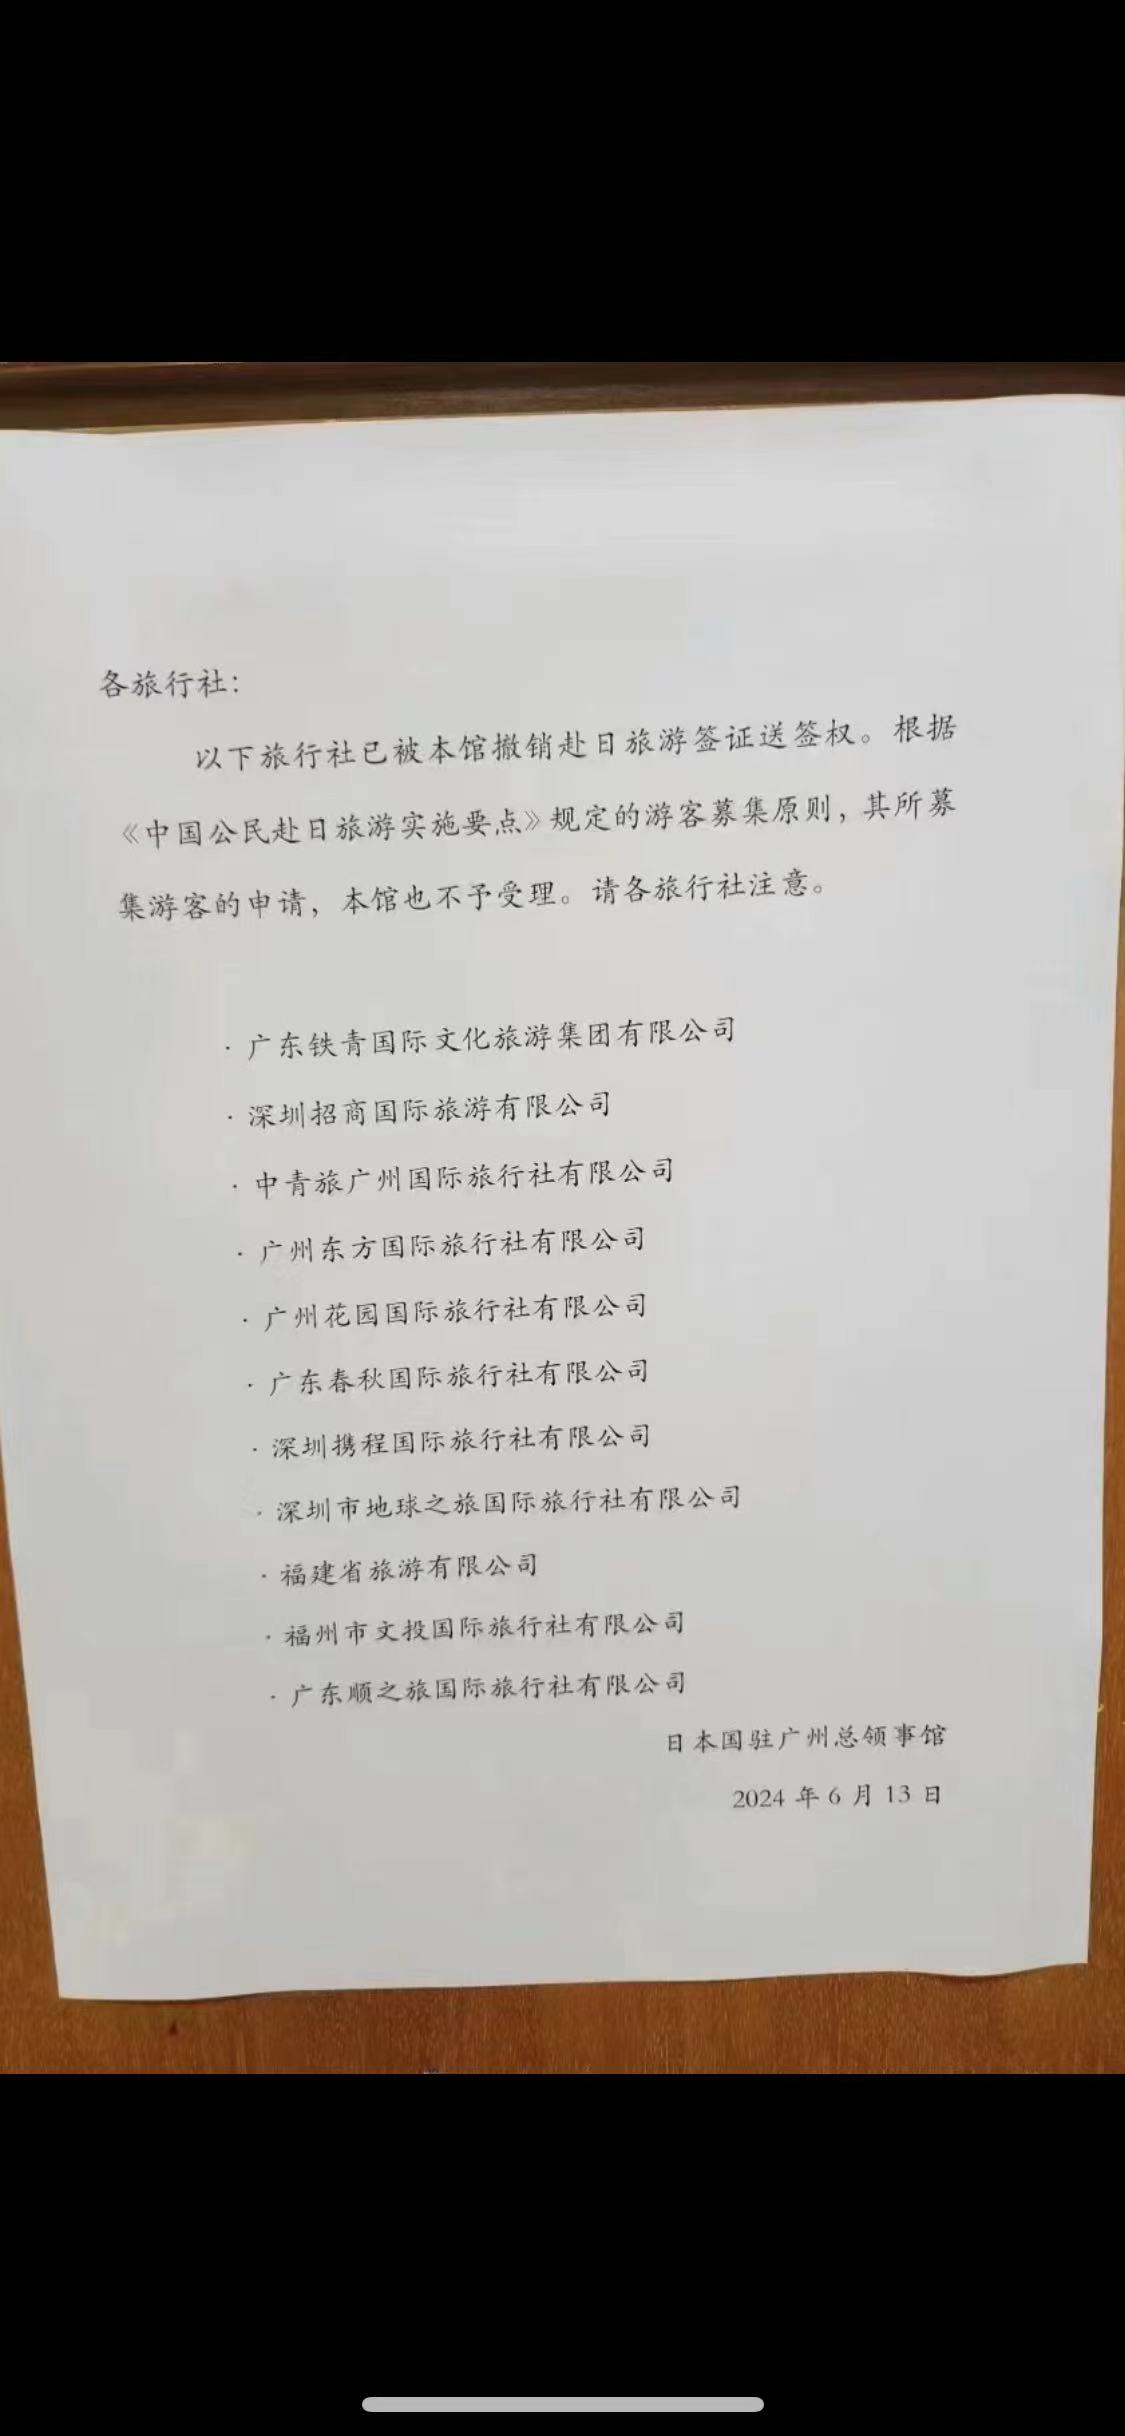 各旅行社：
以下旅行社已被本馆撤销赴日旅游签证送签权。根据
《中国公民赴日旅游实施要点》规定的游客募集原则，其所募
集游客的申请，本馆也不予受理。请各旅行社注意。
· 广东铁青国际文化旅游集团有限公司
· 深圳招商国际旅游有限公司
· 中青旅广州国际旅行社有限公司
· 广州东方国际旅行社有限公司
· 广州花园国际旅行社有限公司
· 广东春秋国际旅行社有限公司
· 深圳携程国际旅行社有限公司
· 深圳市地球之旅国际旅行社有限公司
· 福建省旅游有限公司
· 福州市文投国际旅行社有限公司
· 广东顺之旅国际旅行社有限公司
日本国驻广州总领事馆
2024 年 6 月 13 日